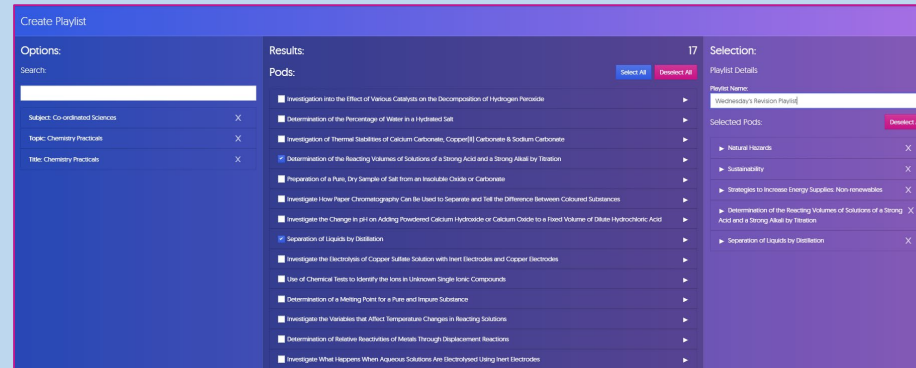 Create Playlist
Options:
Search:
Subject: Co-ordinated Sciences X
Topic: Chemistry Practicals X
Title: Chemistry Practicals X
Results: 17
Pods: Select All Deselect All
Investigation into the Effect of Various Catalysts on the Decomposition of Hydrogen Peroxide
Determination of the Percentage of Water in a Hydrated Salt
Investigation of Thermal Stabilities of Calcium Carbonate, Copper(II) Carbonate & Sodium Carbonate
Determination of the Reacting Volumes of Solutions of a Strong Acid and a Strong Alkali by Titration
Preparation of a Pure, Dry Sample of Salt from an Insoluble Oxide or Carbonate
Investigate How Paper Chromatography Can Be Used to Separate and Tell the Difference Between Coloured Substances
Investigate the Change in pH on Adding Powdered Calcium Hydroxide or Calcium Oxide to a Fixed Volume of Dilute Hydrochloric Acid
Separation of Liquids by Distillation
Investigate the Electrolysis of Copper Sulfate Solution with Inert Electrodes and Copper Electrodes
Use of Chemical Tests to Identify the Ions in Unknown Single Ionic Compounds
Determination of a Melting Point for a Pure and Impure Substance
Investigate the Variables that Affect Temperature Changes in Reacting Solutions
Determination of Relative Reactivities of Metals Through Displacement Reactions
Investigate What Happens When Aqueous Solutions Are Electrolysed Using Inert Electrodes
Selection:
Playlist Details
Playlist Name:
Wednesday's Revision Playlist
Selected Pods: Deselect
Natural Hazards X
Sustainability X
Strategies to Increase Energy Supplies: Non-renewables X
Determination of the Reacting Volumes of Solutions of a Strong X
Acid and a Strong Alkali by Titration
Separation of Liquids by Distillation X